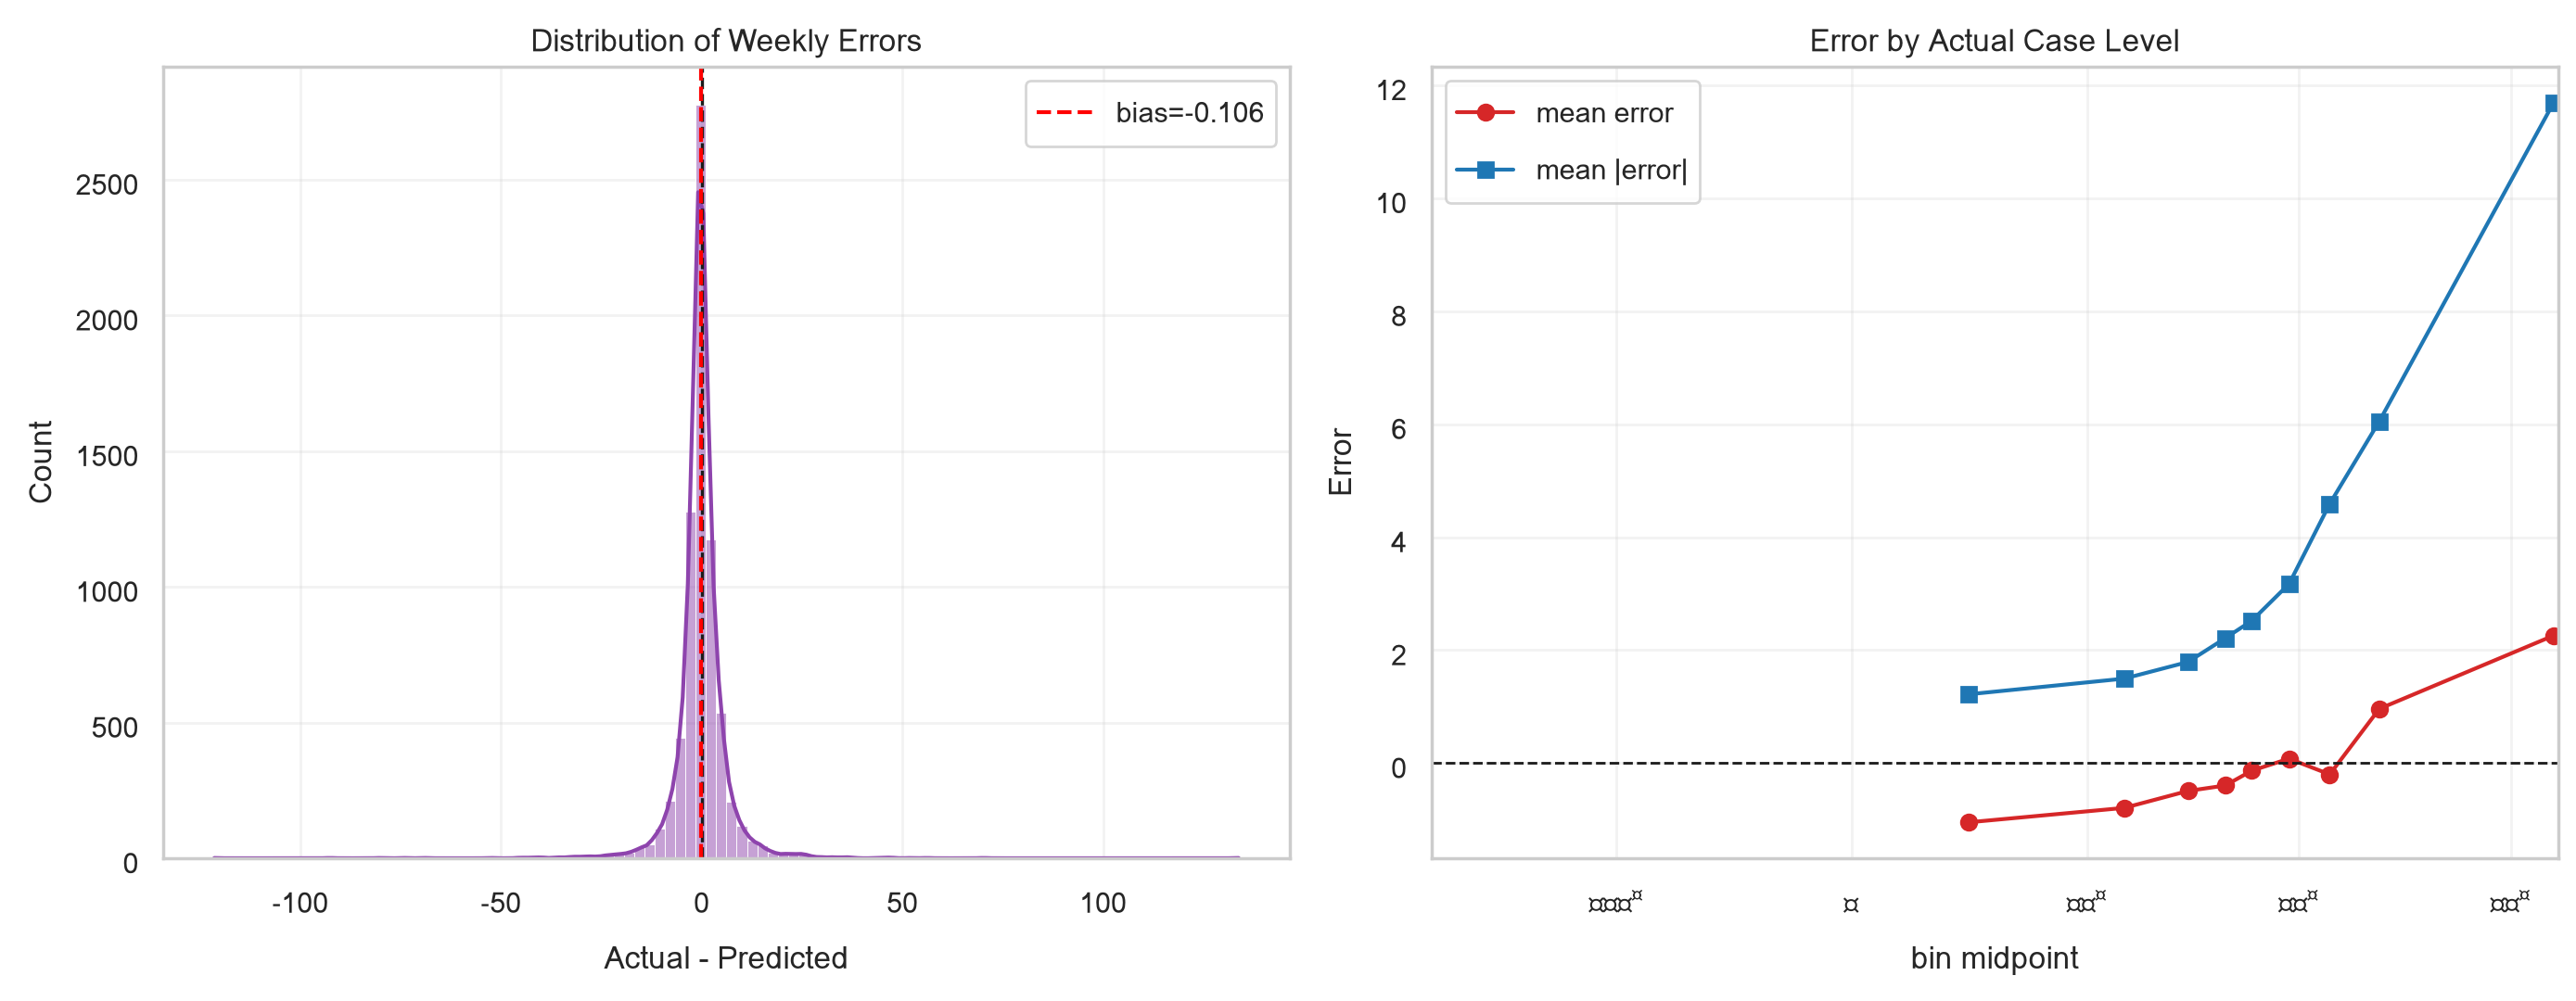 Distribution of Weekly Errors
bias=-0.106
Count
2500
2000
1500
1000
500
0
-100
-50
0
50
100
Actual - Predicted
Error by Actual Case Level
mean error
mean |error|
Error
12
10
8
6
4
2
0
¤¤¤¤
¤
¤¤¤
¤¤¤
¤¤¤
bin midpoint